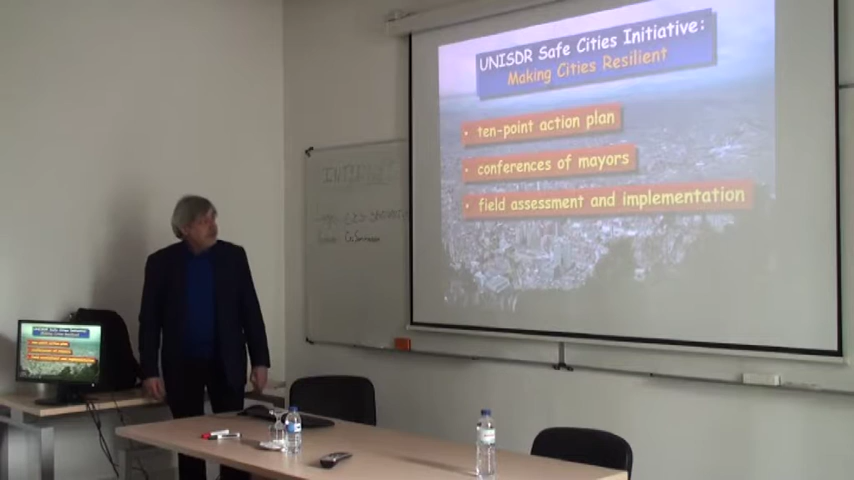 UNISDR Safe Cities Initiative:
Making Cities Resilient
• ten-point action plan
• conferences of mayors
• field assessment and implementation